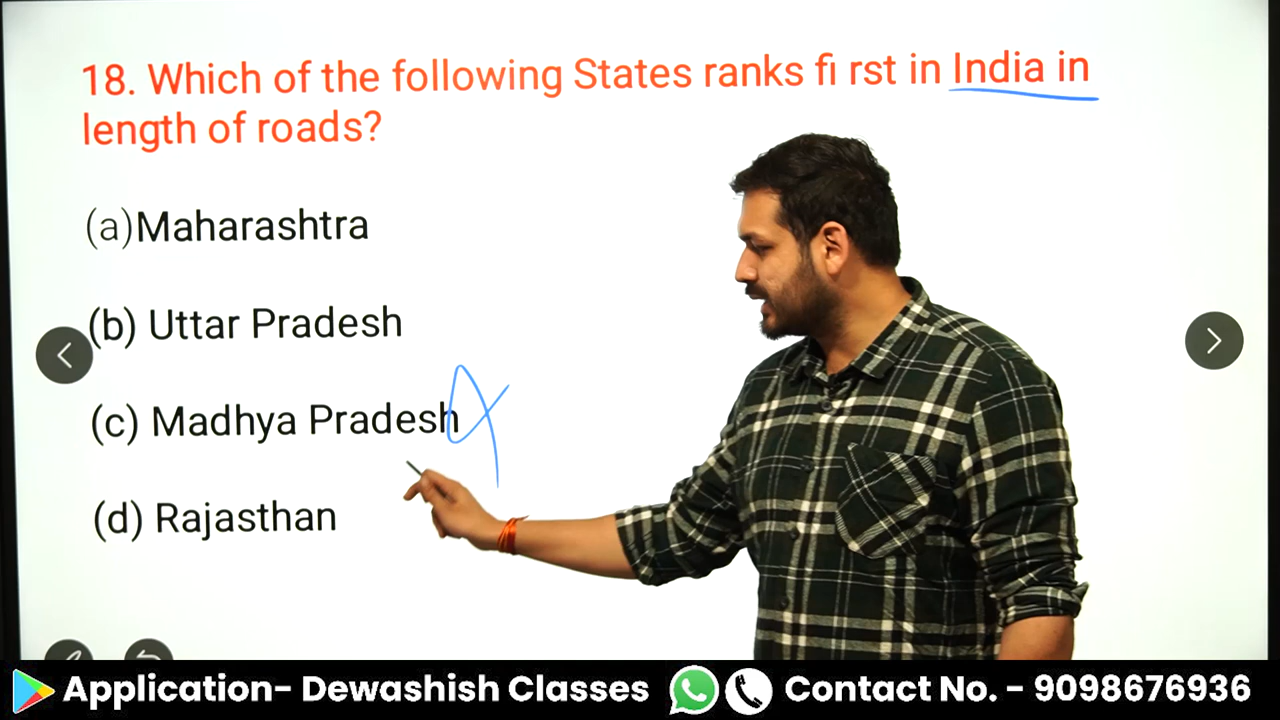 18. Which of the following States ranks fi rst in India in
length of roads?
(a)Maharashtra
(b) Uttar Pradesh
(c) Madhya Pradesh
(d) Rajasthan
Application- Dewashish Classes
Contact No. - 9098676936